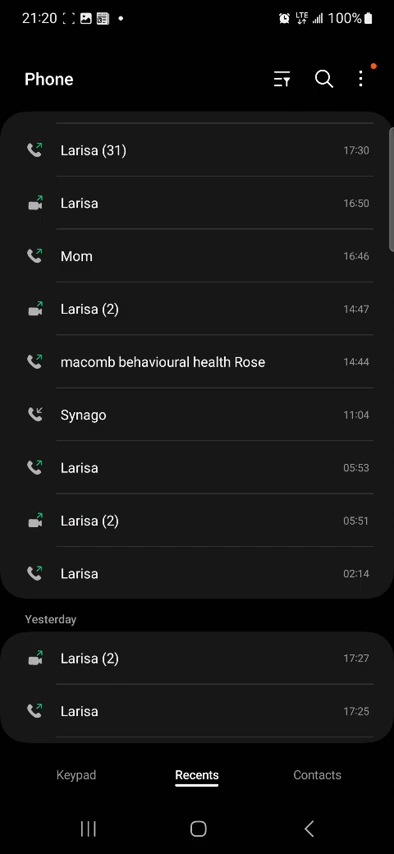 21:20
LTE
100%
Phone
Larisa (31) 17:30
Larisa 16:50
Mom 16:46
Larisa (2) 14:47
macomb behavioural health Rose 14:44
Synago 11:04
Larisa 05:53
Larisa (2) 05:51
Larisa 02:14
Yesterday
Larisa (2) 17:27
Larisa 17:25
Keypad Recents Contacts